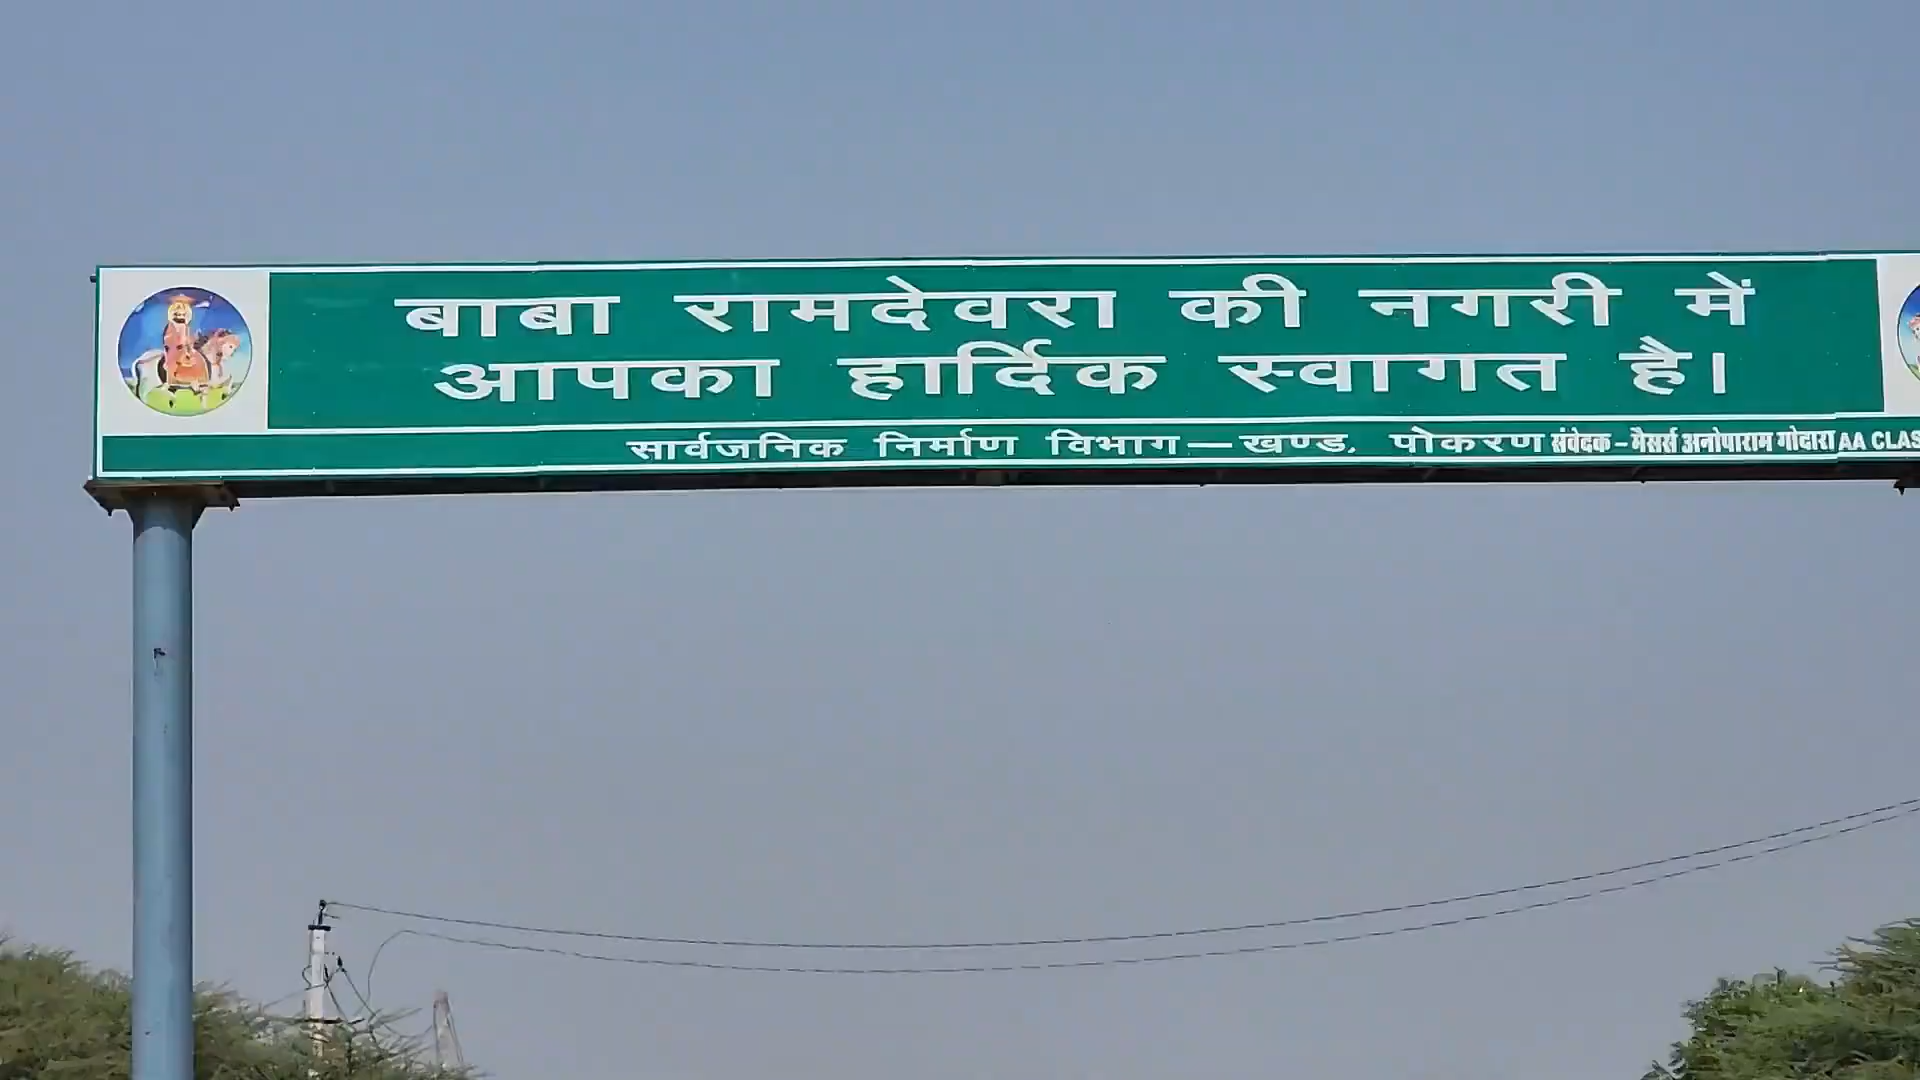 बाबा रामदेवरा की नगरी में
आपका हार्दिक स्वागत है।
सार्वजनिक निर्माण विभाग – खण्ड, पोकरण संवेदक – मैसर्स अनोपाराम गोदारा AA CLAS